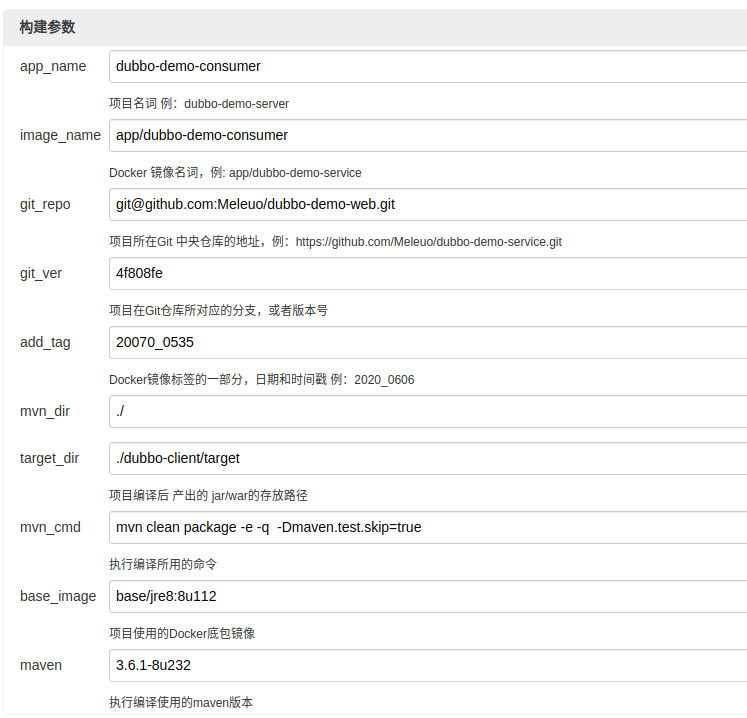 构建参数
app_name dubbo-demo-consumer
项目名词 例：dubbo-demo-server
image_name app/dubbo-demo-consumer
Docker 镜像名词，例: app/dubbo-demo-service
git_repo git@github.com:Meleuo/dubbo-demo-web.git
项目所在Git 中央仓库的地址，例：https://github.com/Meleuo/dubbo-demo-service.git
git_ver 4f808fe
项目在Git仓库所对应的分支，或者版本号
add_tag 20070_0535
Docker镜像标签的一部分，日期和时间戳 例：2020_0606
mvn_dir ./
target_dir ./dubbo-client/target
项目编译后 产出的 jar/war的存放路径
mvn_cmd mvn clean package -e -q  -Dmaven.test.skip=true
执行编译所用的命令
base_image base/jre8:8u112
项目使用的Docker底包镜像
maven 3.6.1-8u232
执行编译使用的maven版本